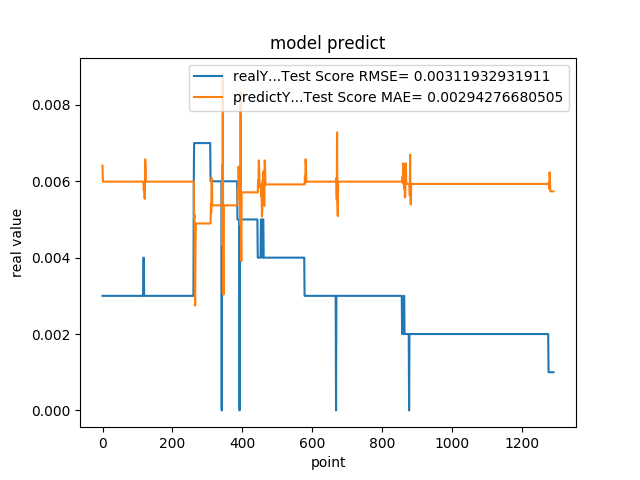 model predict
realY...Test Score RMSE= 0.00311932931911
predictY...Test Score MAE= 0.00294276680505
0.008
0.006
0.004
0.002
0.000
real value
0 200 400 600 800 1000 1200
point